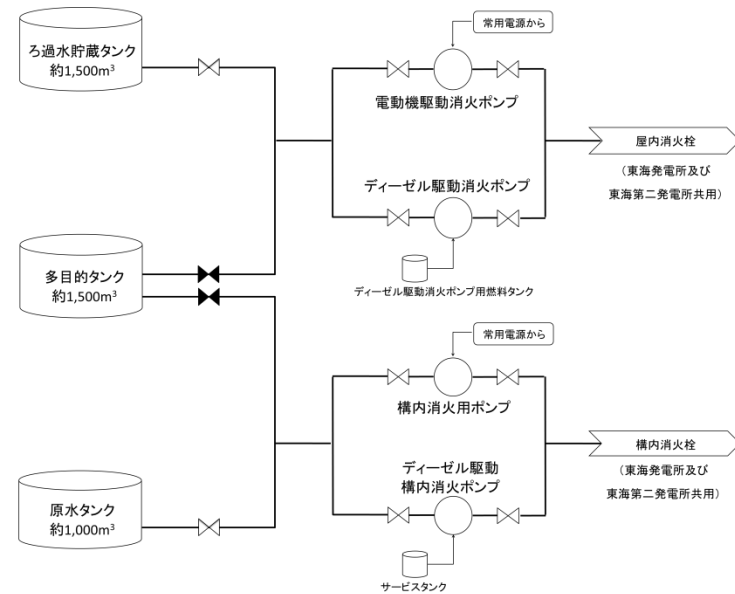 常用電源から
ろ過水貯蔵タンク
約1,500m³
電動機駆動消火ポンプ
屋内消火栓
(東海発電所及び
東海第二発電所共用)
ディーゼル駆動消火ポンプ
多目的タンク
約1,500m³
ディーゼル駆動消火ポンプ用燃料タンク
常用電源から
構内消火用ポンプ
構内消火栓
(東海発電所及び
東海第二発電所共用)
ディーゼル駆動
構内消火ポンプ
原水タンク
約1,000m³
サービスタンク